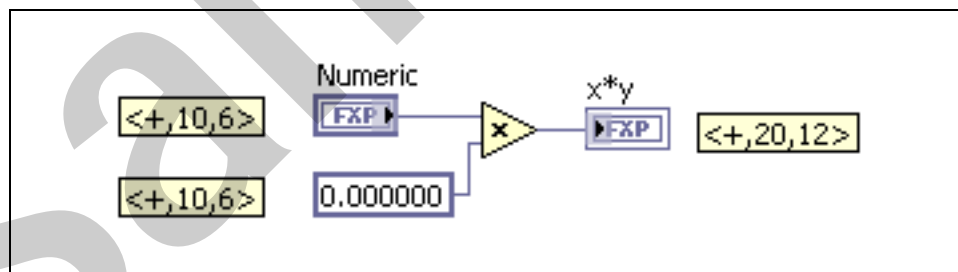 Numeric
x*y
<+,10,6>
FXP
x
FXP
<+,20,12>
<+,10,6>
0.000000